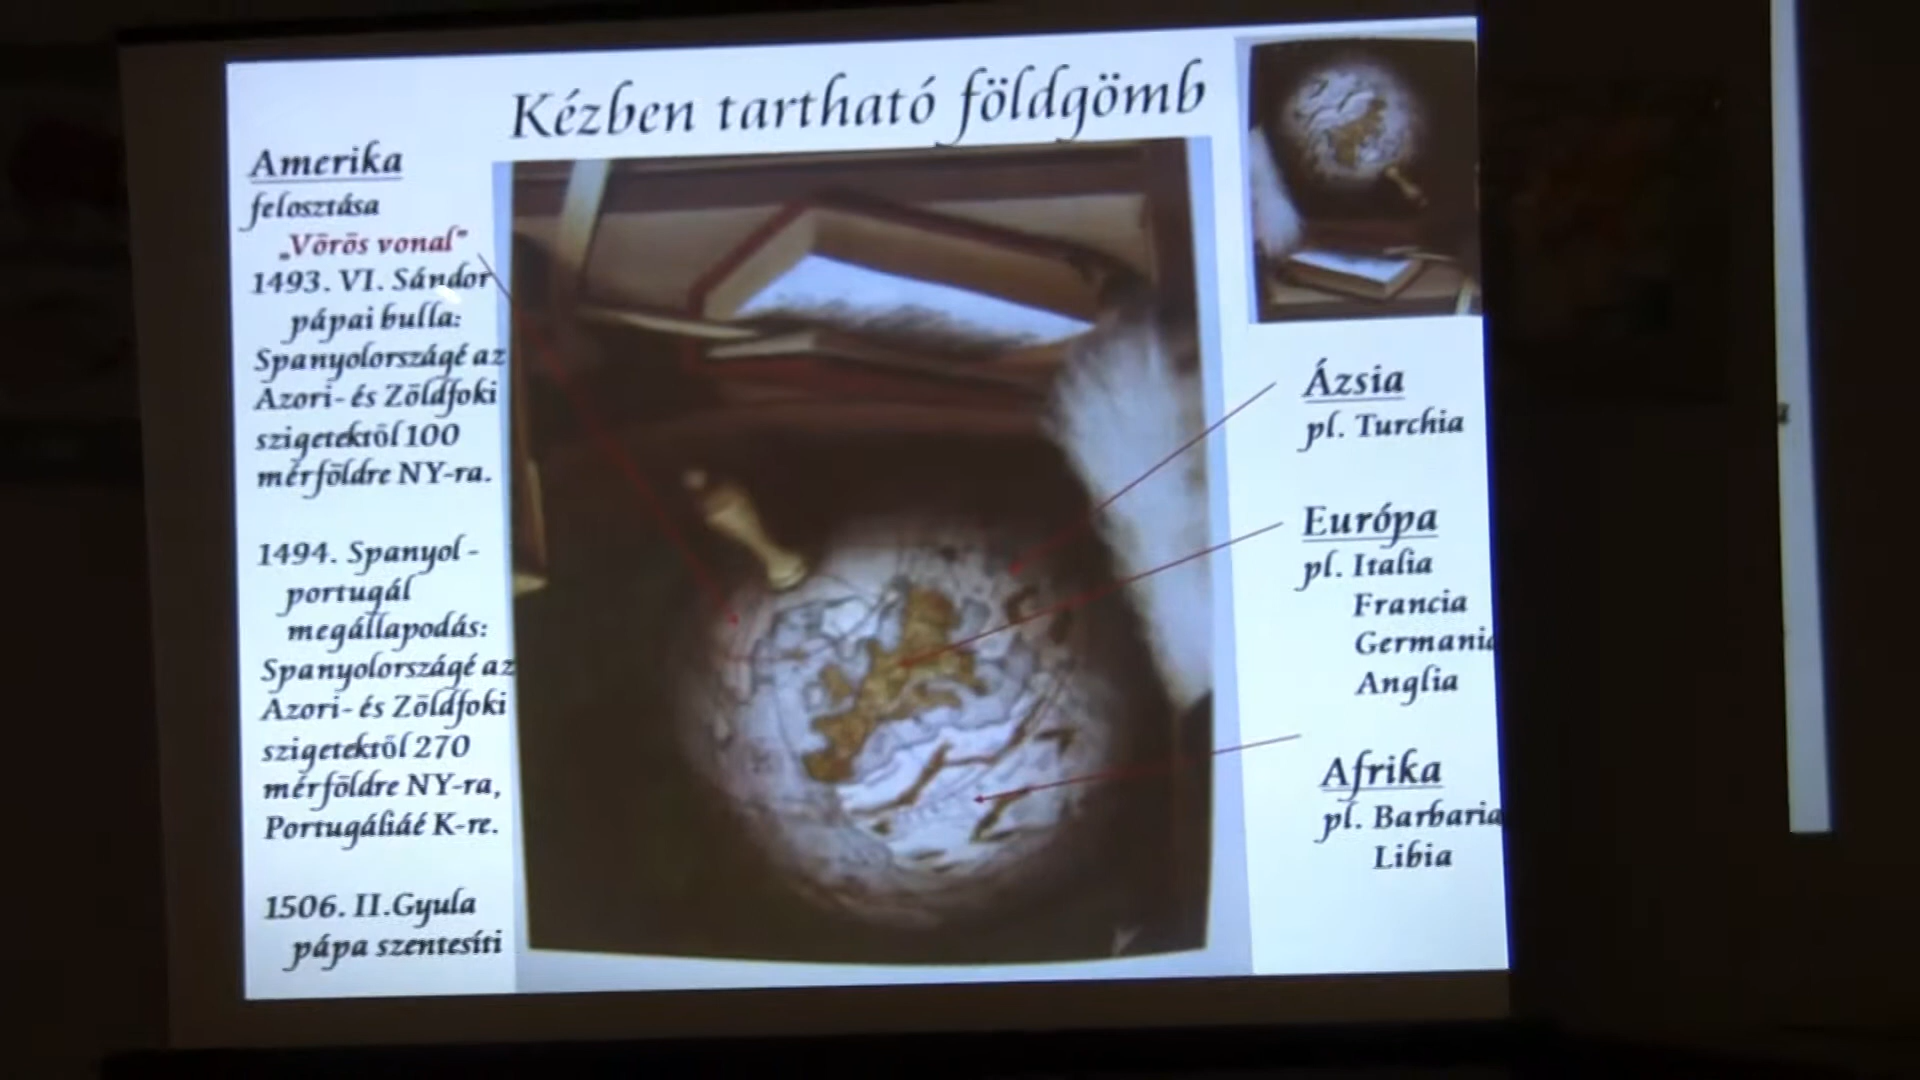 Kézben tartható földgömb
Amerika
felosztása
„Vörös vonal”
1493. VI. Sándor
pápai bulla:
Spanyolországé az
Azori- és Zöldfoki
szigetektöl 100
mérföldre NY-ra.
1494. Spanyol -
portugál
megállapodás:
Spanyolországé az
Azori- és Zöldfoki
szigetektöl 270
mérföldre NY-ra,
Portugáliáé K-re.
1506. II.Gyula
pápa szentesíti
Ázsia
pl. Turchia
Európa
pl. Italia
Francia
Germania
Anglia
Afrika
pl. Barbaria
Libia